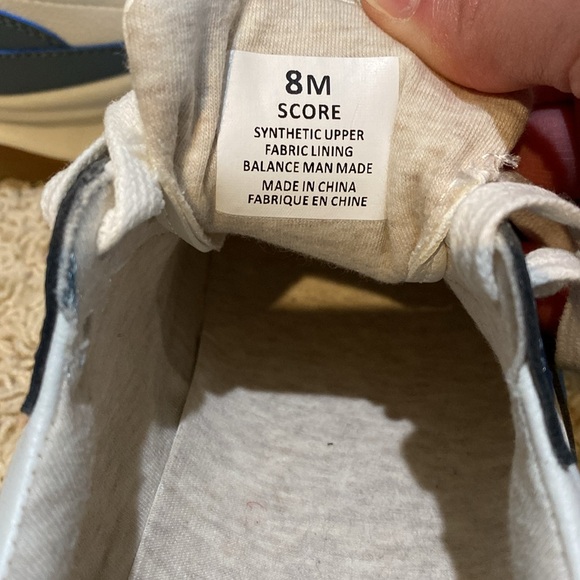 8M
SCORE
SYNTHETIC UPPER
FABRIC LINING
BALANCE MAN MADE
MADE IN CHINA
FABRIQUE EN CHINE